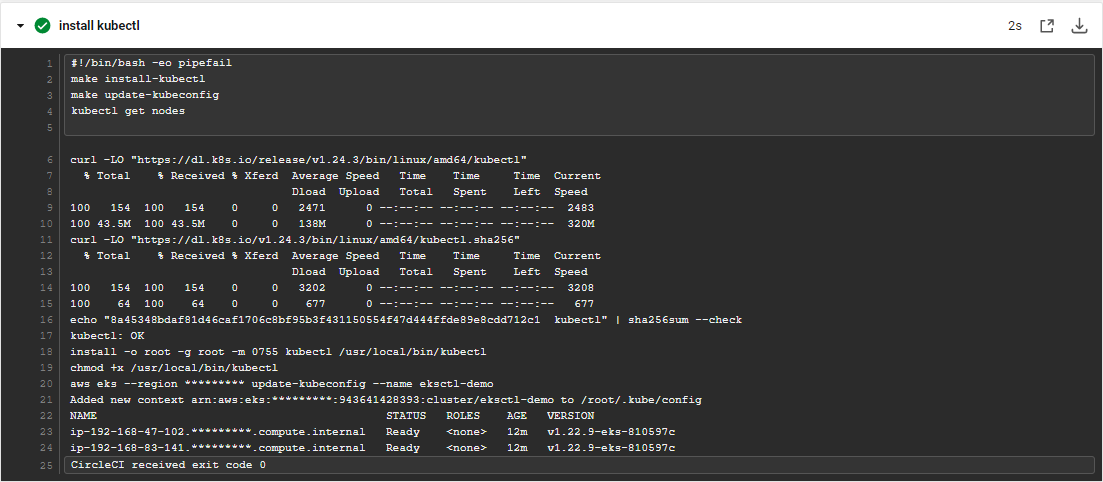 install kubectl 2s
1 #!/bin/bash -eo pipefail
2 make install-kubectl
3 make update-kubeconfig
4 kubectl get nodes
5
6 curl -LO "https://dl.k8s.io/release/v1.24.3/bin/linux/amd64/kubectl"
7 % Total % Received % Xferd Average Speed Time Time Time Current
8 Dload Upload Total Spent Left Speed
9 100 154 100 154 0 0 2471 0 --:--:-- --:--:-- --:--:-- 2483
10 100 43.5M 100 43.5M 0 0 138M 0 --:--:-- --:--:-- --:--:-- 320M
11 curl -LO "https://dl.k8s.io/v1.24.3/bin/linux/amd64/kubectl.sha256"
12 % Total % Received % Xferd Average Speed Time Time Time Current
13 Dload Upload Total Spent Left Speed
14 100 154 100 154 0 0 3202 0 --:--:-- --:--:-- --:--:-- 3208
15 100 64 100 64 0 0 677 0 --:--:-- --:--:-- --:--:-- 677
16 echo "8a45348bdaf81d46caf1706c8bf95b3f431150554f47d444ffde89e8cdd712c1  kubectl" | sha256sum --check
17 kubectl: OK
18 install -o root -g root -m 0755 kubectl /usr/local/bin/kubectl
19 chmod +x /usr/local/bin/kubectl
20 aws eks --region ********* update-kubeconfig --name eksctl-demo
21 Added new context arn:aws:eks:*********:943641428393:cluster/eksctl-demo to /root/.kube/config
22 NAME STATUS ROLES AGE VERSION
23 ip-192-168-47-102.*********.compute.internal Ready <none> 12m v1.22.9-eks-810597c
24 ip-192-168-83-141.*********.compute.internal Ready <none> 12m v1.22.9-eks-810597c
25 CircleCI received exit code 0